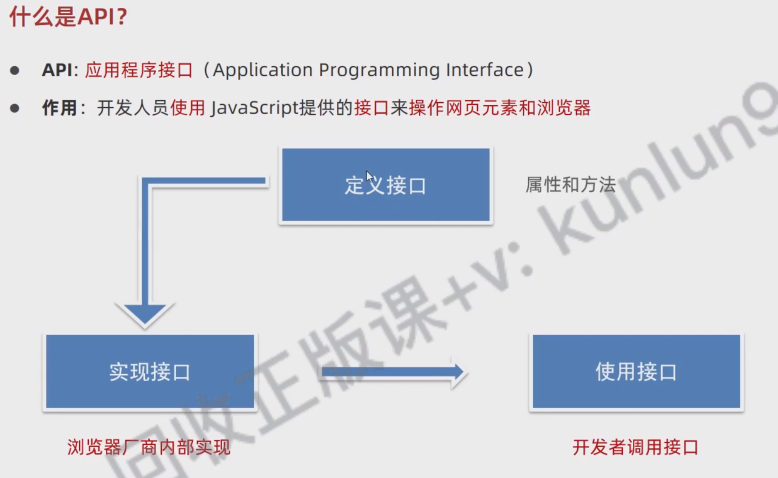 什么是API？
API: 应用程序接口（Application Programming Interface）
作用：开发人员使用 JavaScript提供的接口来操作网页元素和浏览器
定义接口
属性和方法
实现接口
使用接口
浏览器厂商内部实现
开发者调用接口
回收正版课+v: kunlun9